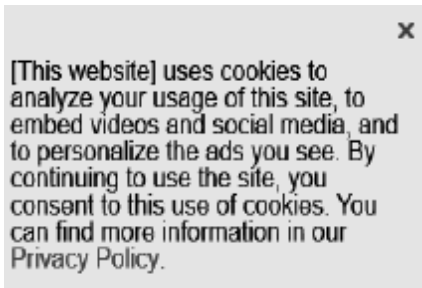 [This website] uses cookies to
analyze your usage of this site, to
embed videos and social media, and
to personalize the ads you see. By
continuing to use the site, you
consent to this use of cookies. You
can find more information in our
Privacy Policy.